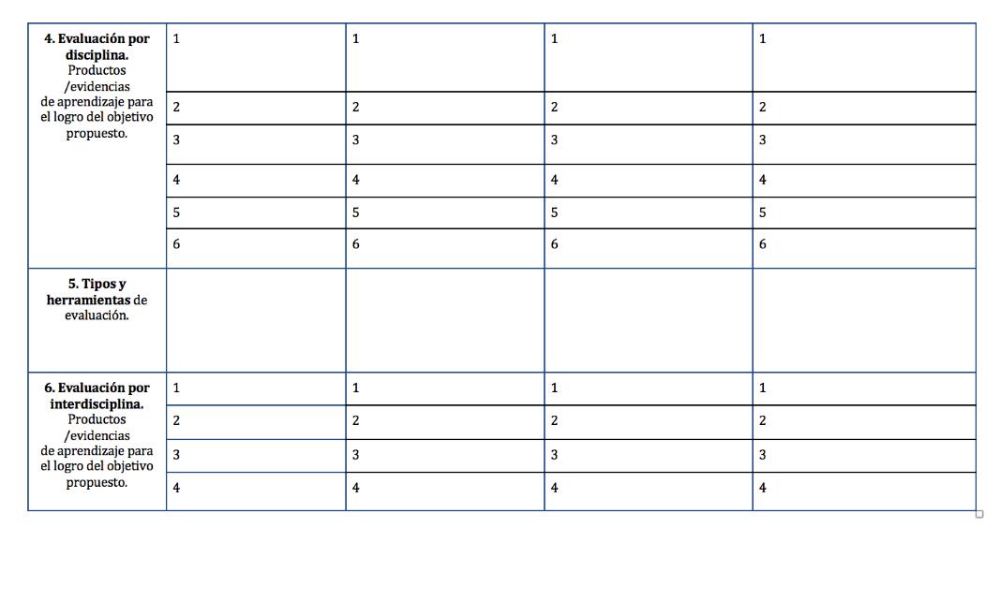 4. Evaluación por
disciplina.
Productos
/evidencias
de aprendizaje para
el logro del objetivo
propuesto.
1 1 1 1
2 2 2 2
3 3 3 3
4 4 4 4
5 5 5 5
6 6 6 6
5. Tipos y
herramientas de
evaluación.
6. Evaluación por
interdisciplina.
Productos
/evidencias
de aprendizaje para
el logro del objetivo
propuesto.
1 1 1 1
2 2 2 2
3 3 3 3
4 4 4 4